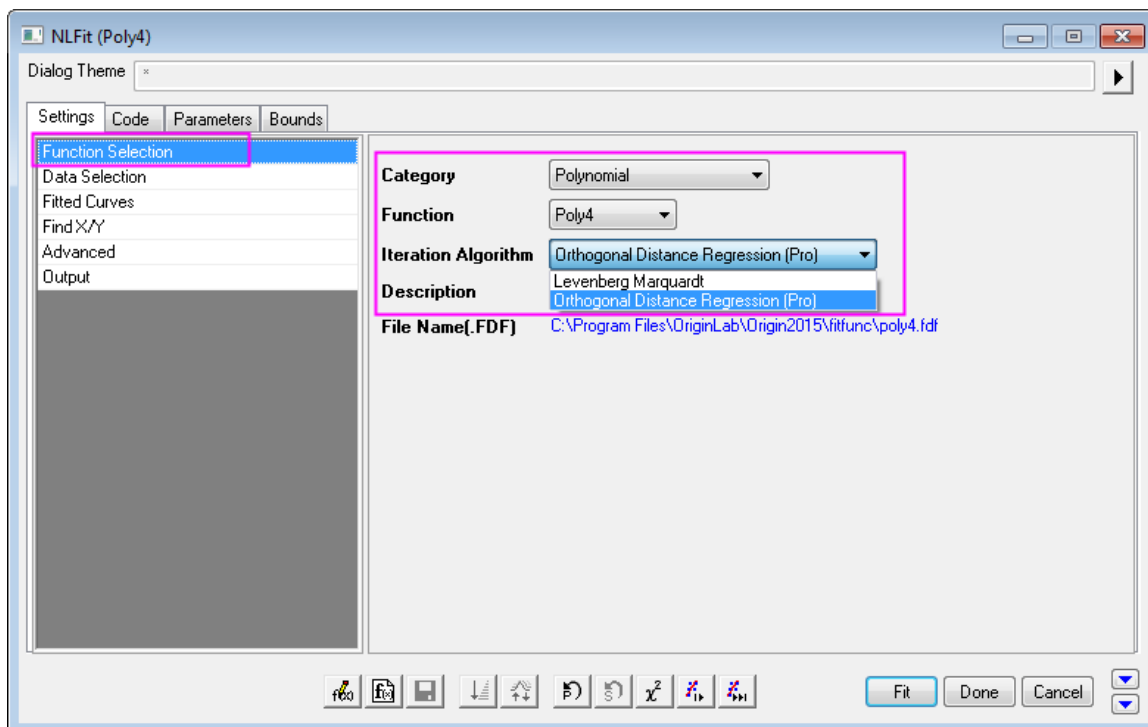 NLFit (Poly4)
Dialog Theme *
Settings Code Parameters Bounds
Function Selection
Data Selection
Fitted Curves
Find X/Y
Advanced
Output
Category Polynomial
Function Poly4
Iteration Algorithm Orthogonal Distance Regression (Pro)
Levenberg Marquardt
Description Orthogonal Distance Regression (Pro)
File Name(.FDF) C:\Program Files\OriginLab\Origin2015\fitfunc\poly4.fdf
Fit Done Cancel